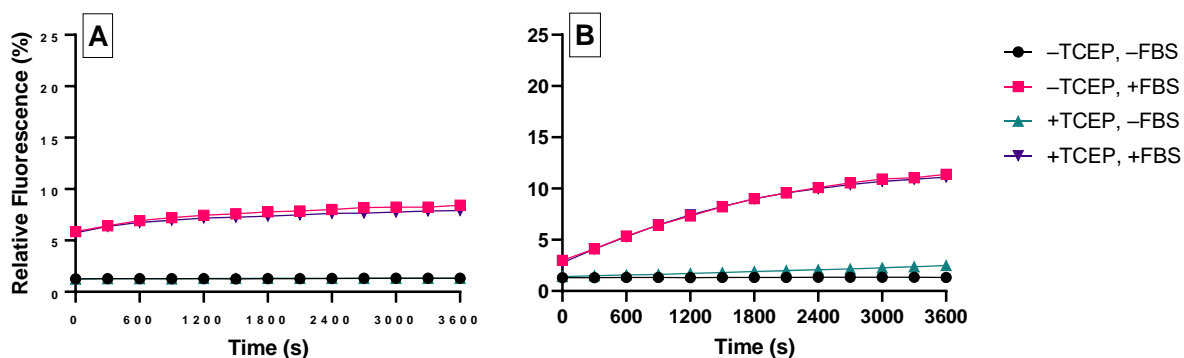 A
B
Relative Fluorescence (%)
25
20
15
10
5
0
0 600 1200 1800 2400 3000 3600
Time (s)
25
20
15
10
5
0
0 600 1200 1800 2400 3000 3600
Time (s)
–TCEP, –FBS
–TCEP, +FBS
+TCEP, –FBS
+TCEP, +FBS